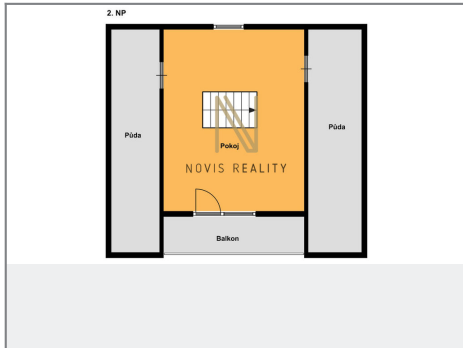 2. NP
Půda
Půda
Pokoj
NOVIS REALITY
Balkon